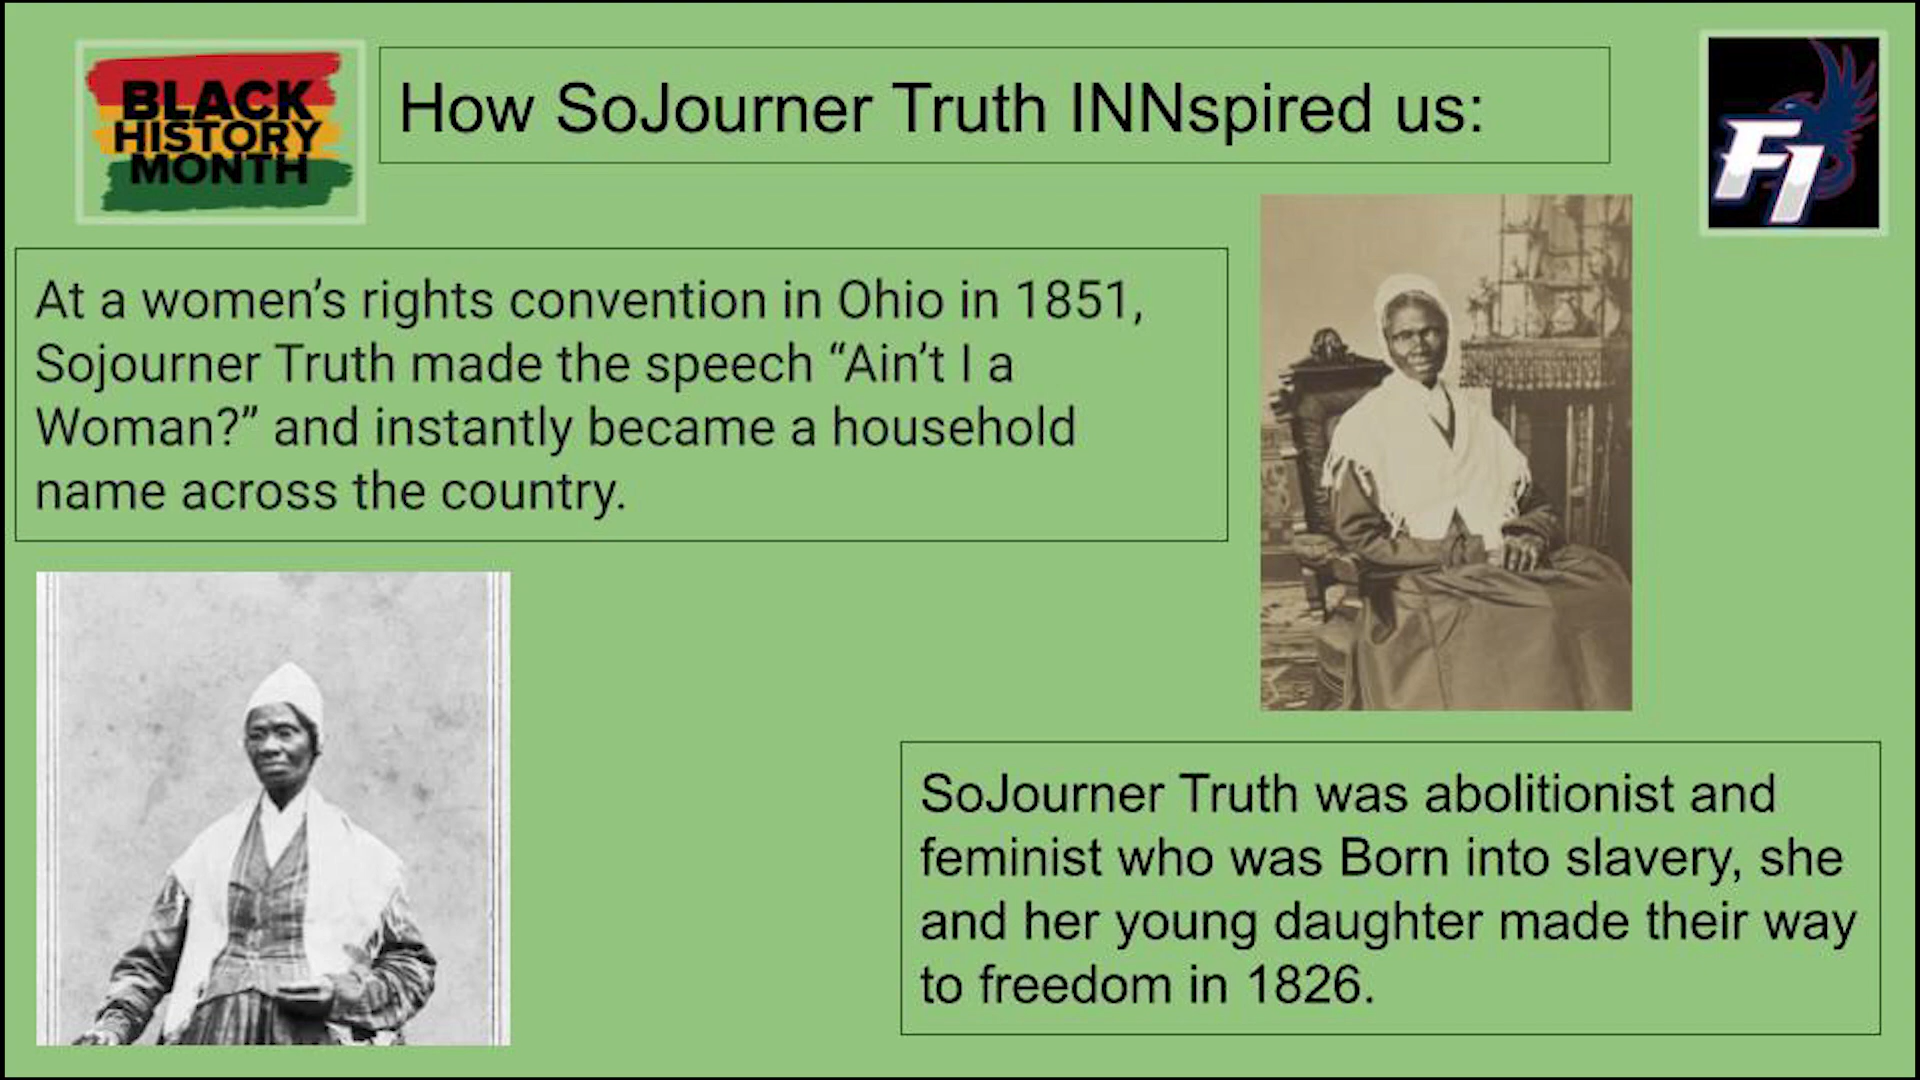 BLACK
HISTORY
MONTH
How SoJourner Truth INNspired us:
FI
At a women’s rights convention in Ohio in 1851,
Sojourner Truth made the speech “Ain’t I a
Woman?” and instantly became a household
name across the country.
SoJourner Truth was abolitionist and
feminist who was Born into slavery, she
and her young daughter made their way
to freedom in 1826.